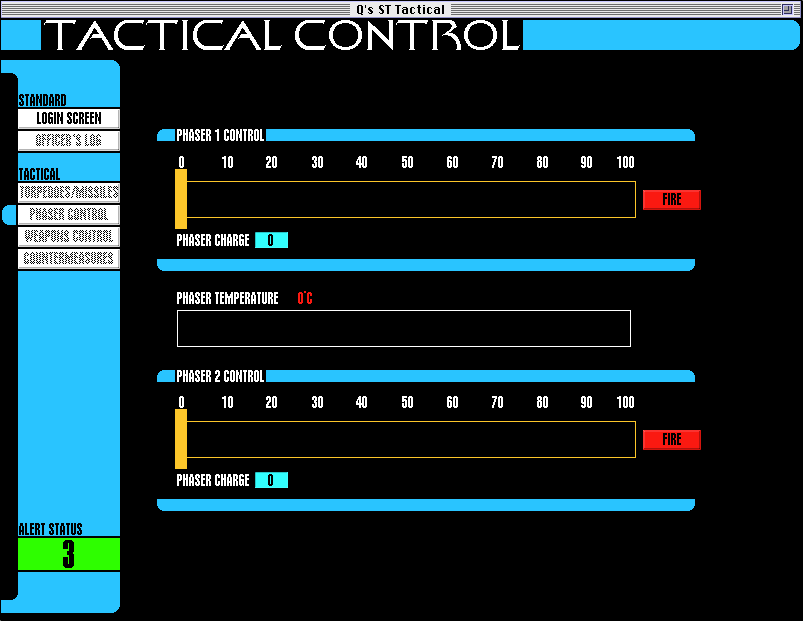 Q's ST Tactical
TACTICAL CONTROL
STANDARD
LOGIN SCREEN
OFFICER'S LOG
TACTICAL
TORPEDOES/MISSILES
PHASER CONTROL
WEAPONS CONTROL
COUNTERMEASURES
ALERT STATUS
3
PHASER 1 CONTROL
0 10 20 30 40 50 60 70 80 90 100
FIRE
PHASER CHARGE 0
PHASER TEMPERATURE 0°C
PHASER 2 CONTROL
0 10 20 30 40 50 60 70 80 90 100
FIRE
PHASER CHARGE 0